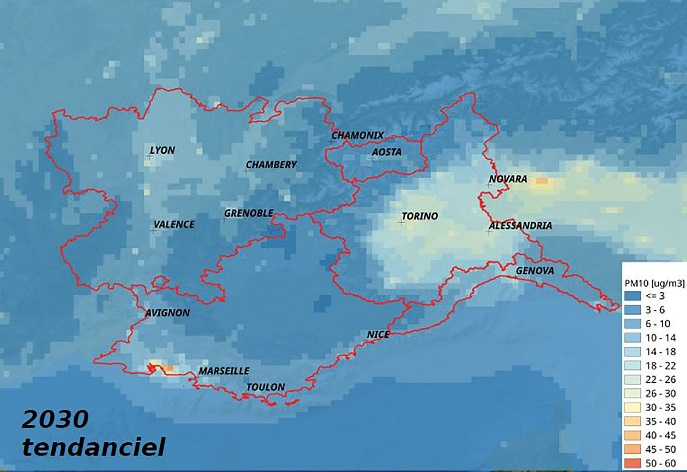 CHAMONIX
LYON
AOSTA
CHAMBERY
NOVARA
GRENOBLE
TORINO
VALENCE
ALESSANDRIA
GENOVA
AVIGNON
NICE
MARSEILLE
TOULON
2030
tendanciel
PM10 [ug/m3]
<= 3
3 - 6
6 - 10
10 - 14
14 - 18
18 - 22
22 - 26
26 - 30
30 - 35
35 - 40
40 - 45
45 - 50
50 - 60